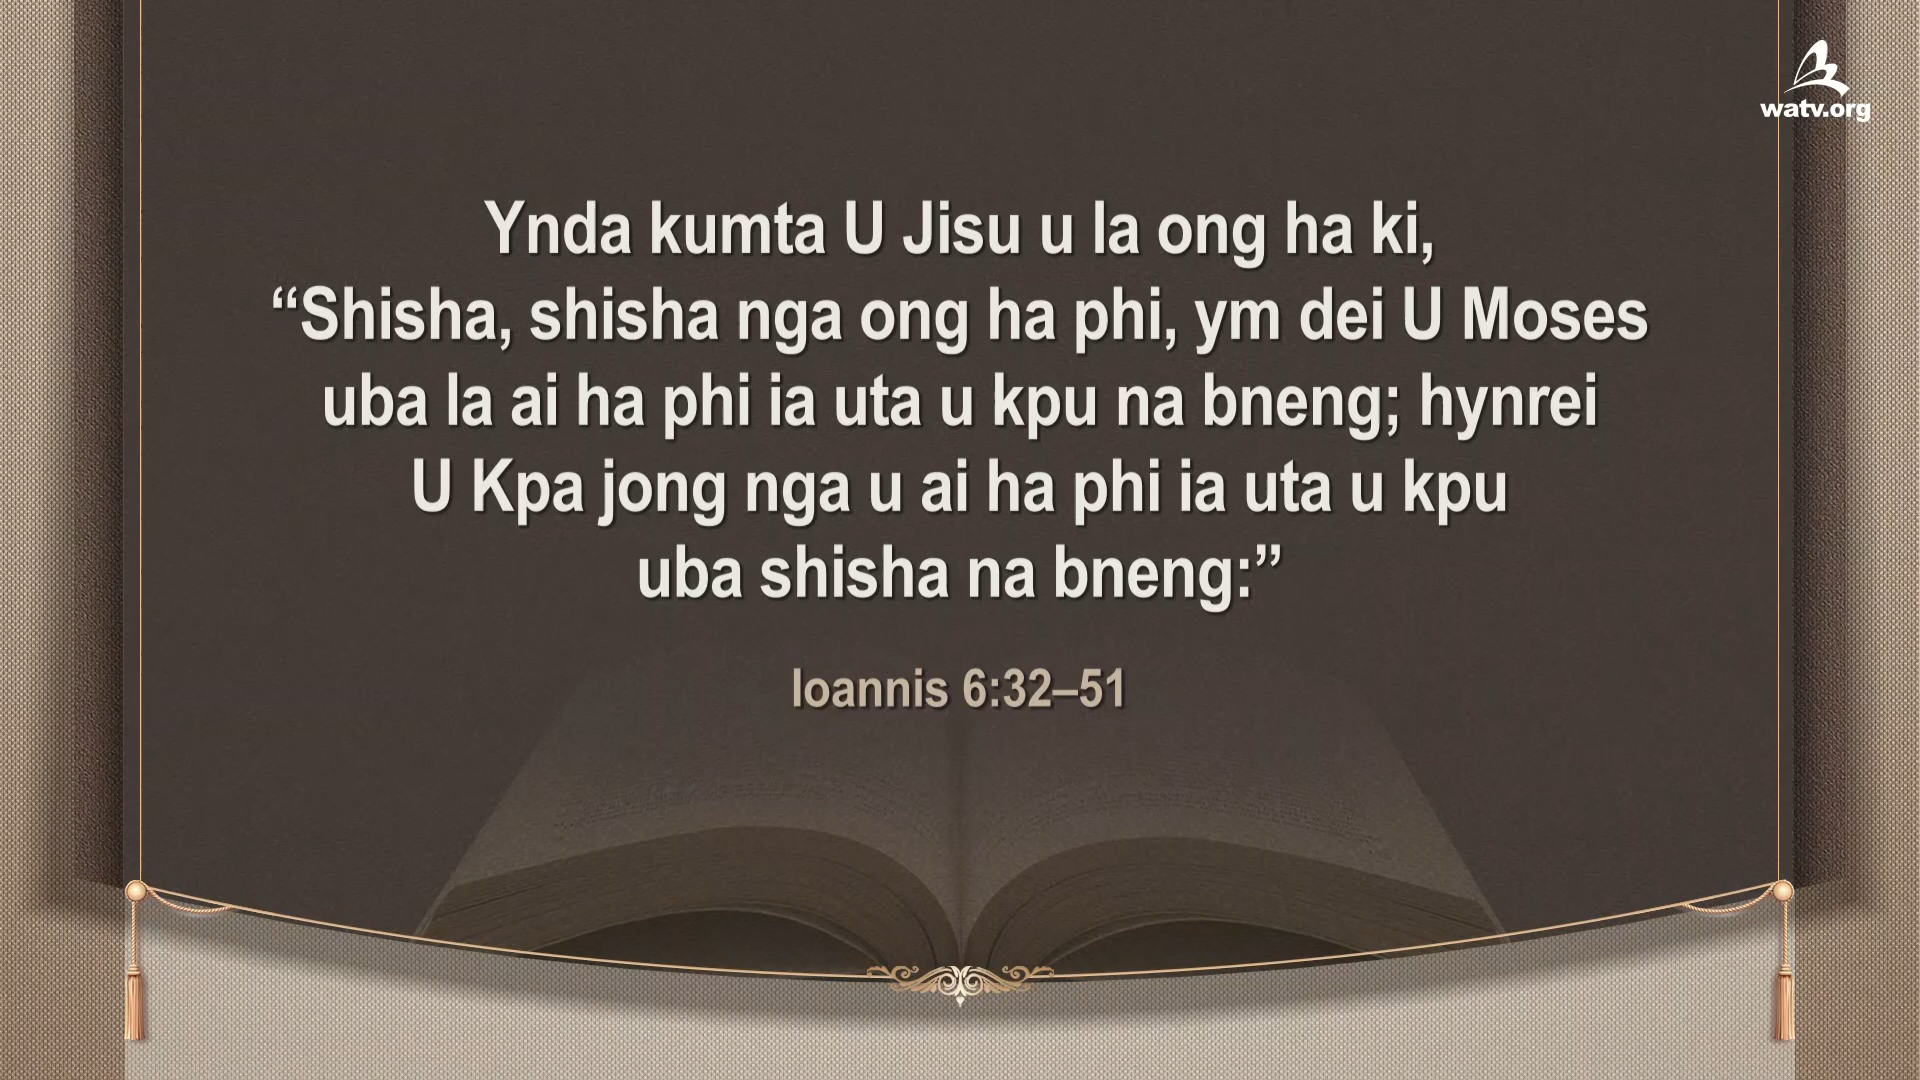 watv.org
Ynda kumta U Jisu u la ong ha ki,
“Shisha, shisha nga ong ha phi, ym dei U Moses
uba la ai ha phi ia uta u kpu na bneng; hynrei
U Kpa jong nga u ai ha phi ia uta u kpu
uba shisha na bneng:”
Ioannis 6:32–51